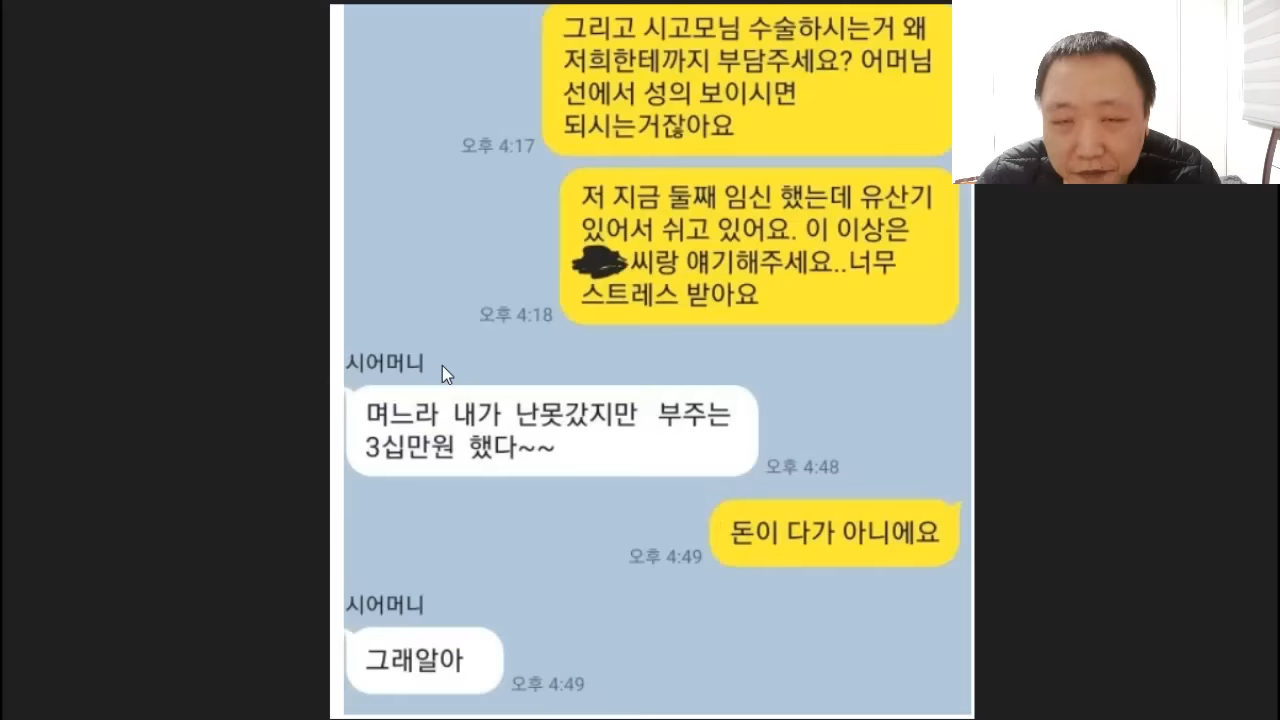 그리고 시고모님 수술하시는거 왜
저희한테까지 부담주세요? 어머님
선에서 성의 보이시면
되시는거잖아요
오후 4:17
저 지금 둘째 임신 했는데 유산기
있어서 쉬고 있어요. 이 이상은
씨랑 얘기해주세요..너무
스트레스 받아요
오후 4:18
시어머니
며느라 내가 난못갔지만 부주는
3십만원 했다~~
오후 4:48
돈이 다가 아니에요
오후 4:49
시어머니
그래알아
오후 4:49